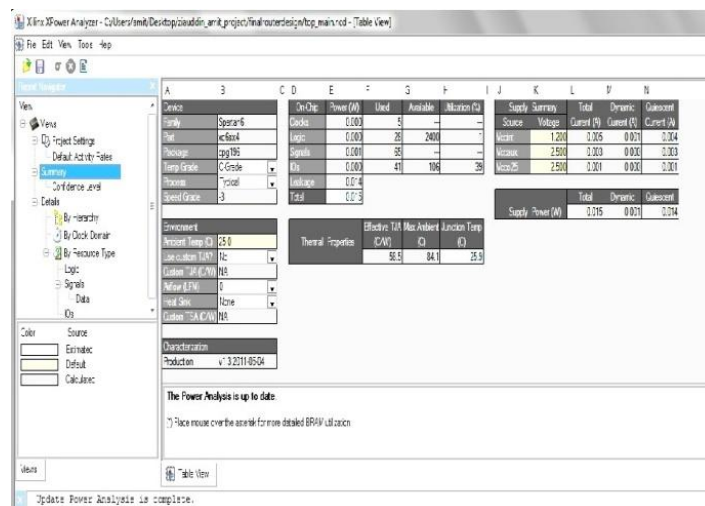 Xilinx XPower Analyzer - C:/Users/amit/Desktop/ziauddin_amit_project/finalrouterdesign/top_main.ncd - [Table View]
File Edit View Tools Help
View
Views
Project Settings
Default Activity Rates
Summary
Confidence Level
Details
By Hierarchy
By Clock Domain
By Resource Type
Logic
Signals
Data
IOs
Color Source
Estimated
Default
Calculated
Views
A B C D E F G H I J K L M N
Device
Family Spartan6
Part xc6slx4
Package cpg196
Temp Grade C-Grade
Process Typical
Speed Grade -3
Environment
Ambient Temp (C) 25.0
Use custom TJA? No
Custom TJA (C/W) NA
Airflow (LFM) 0
Heat Sink None
Custom TSA (C/W) NA
Characterization
Production v1.3,2011-05-04
On-Chip Power (W) Used Available Utilization (%)
Clocks 0.000 5 --- ---
Logic 0.000 26 2400 1
Signals 0.001 65 --- ---
IOs 0.000 41 106 39
Leakage 0.014
Total 0.015
Thermal Properties Effective TJA (C/W) Max Ambient (C) Junction Temp (C)
58.5 84.1 25.9
Supply Summary Total Dynamic Quiescent
Source Voltage Current (A) Current (A) Current (A)
Vccint 1.200 0.005 0.001 0.004
Vccaux 2.500 0.003 0.000 0.003
Vcco25 2.500 0.001 0.000 0.001
Total Dynamic Quiescent
Supply Power (W) 0.015 0.001 0.014
The Power Analysis is up to date.
(*) Place mouse over the asterisk for more detailed BRAM utilization.
Table View
Update Power Analysis is complete.